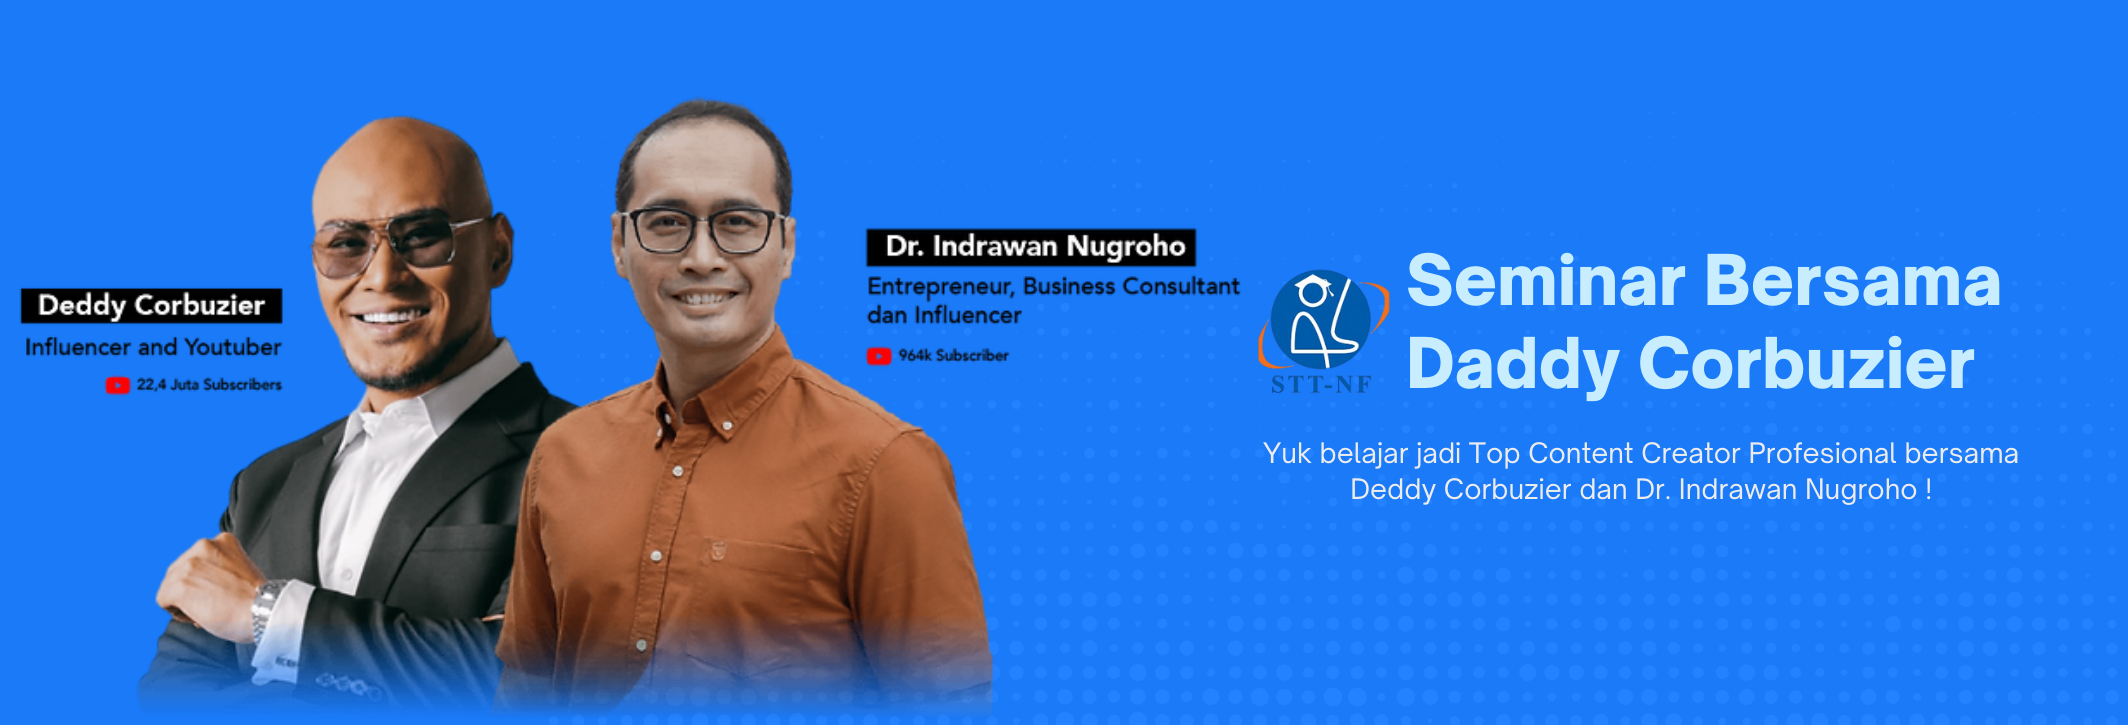 Deddy Corbuzier
Influencer and Youtuber
22,4 Juta Subscribers
Dr. Indrawan Nugroho
Entrepreneur, Business Consultant
dan Influencer
964k Subscriber
STT-NF
Seminar Bersama
Daddy Corbuzier
Yuk belajar jadi Top Content Creator Profesional bersama
Deddy Corbuzier dan Dr. Indrawan Nugroho !